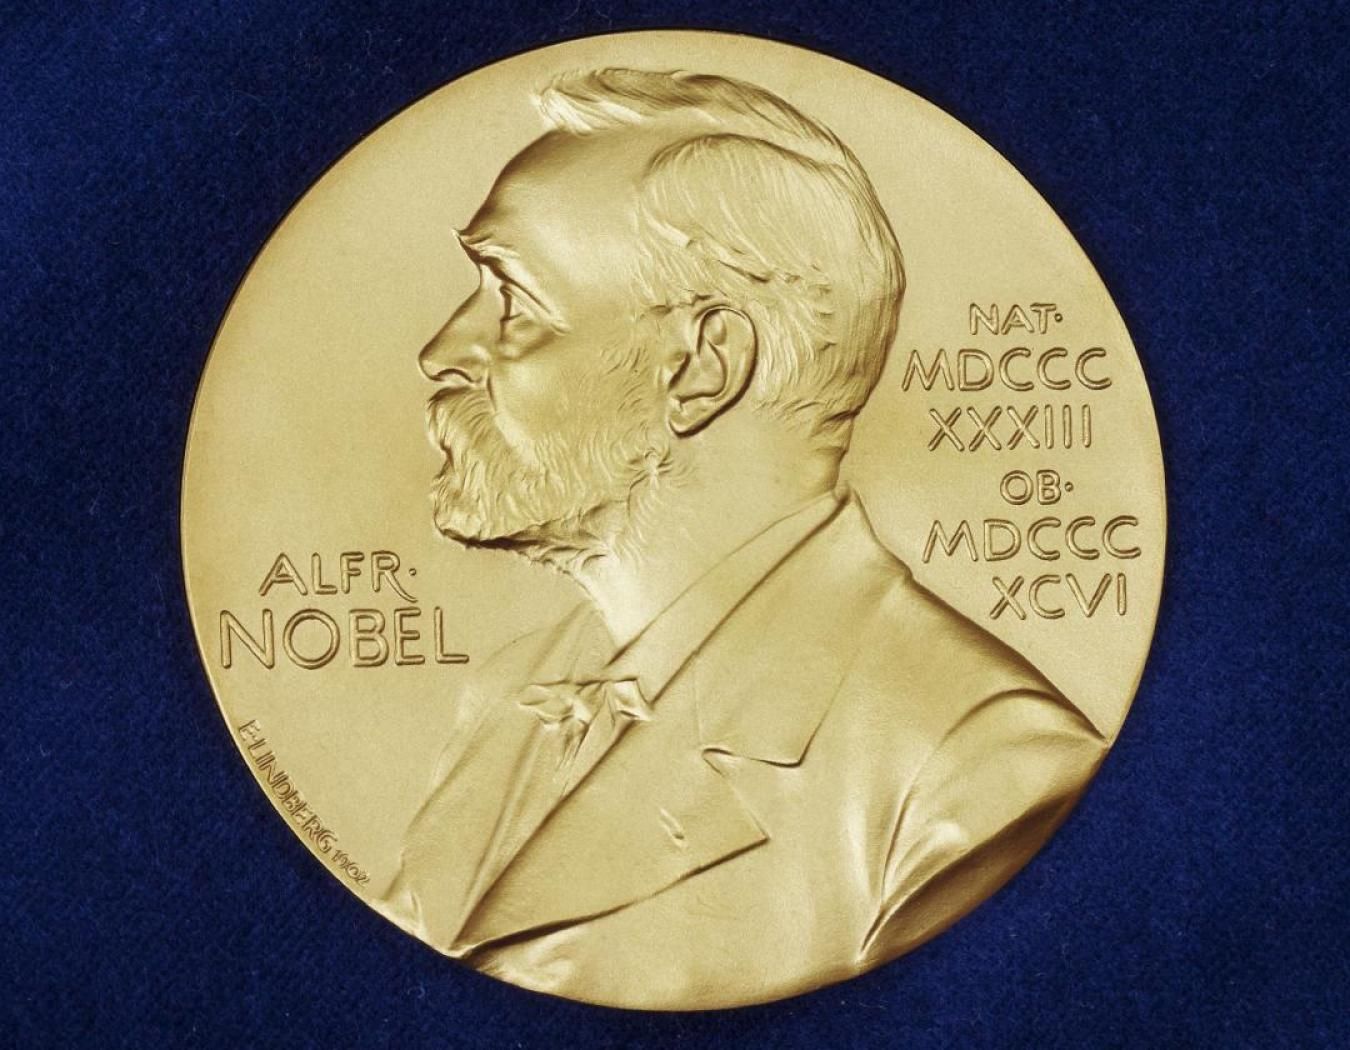 ALFR·
NOBEL
NAT·
MDCCC
XXXIII
OB·
MDCCC
XCVI
E·LINDBERG 1902